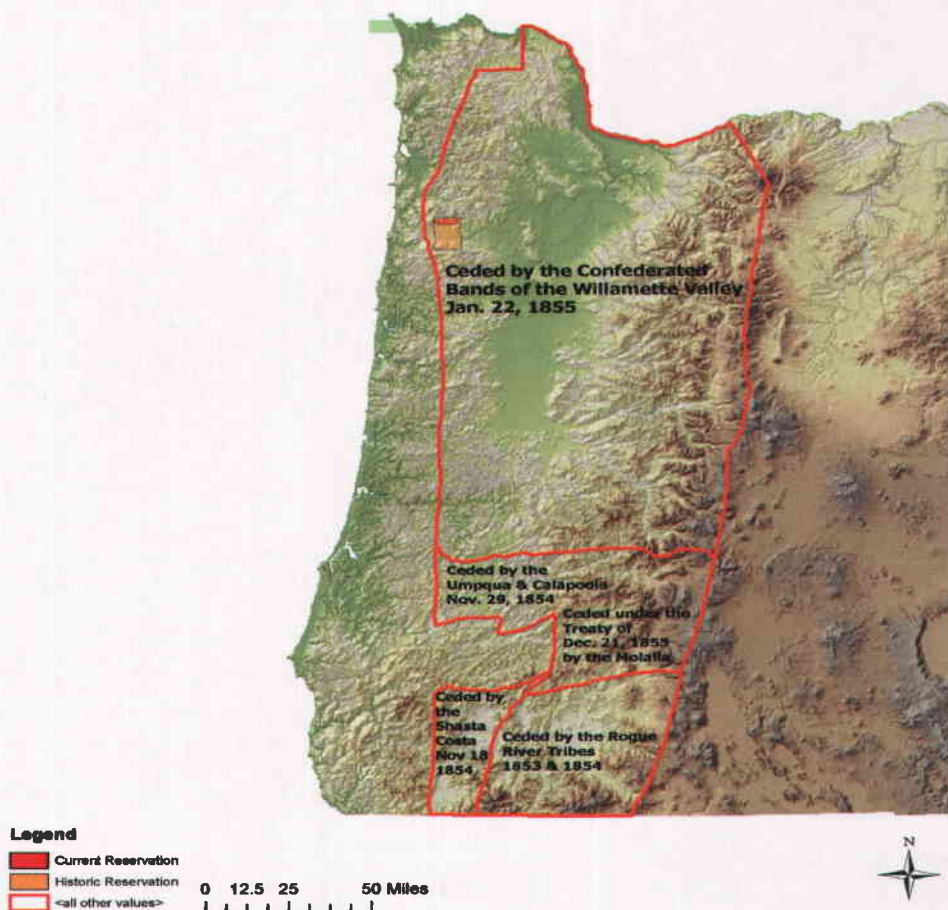 Ceded by the Confederated
Bands of the Willamette Valley
Jan. 22, 1855
Ceded by the
Umpqua & Calapooia
Nov. 29, 1854
Ceded under the
Treaty of
Dec. 21, 1855
by the Molalla
Ceded by
the
Shasta
Costa
Nov 18
1854
Ceded by the Rogue
River Tribes
1853 & 1854
Legend
Current Reservation
Historic Reservation
<all other values>
0 12.5 25 50 Miles
N